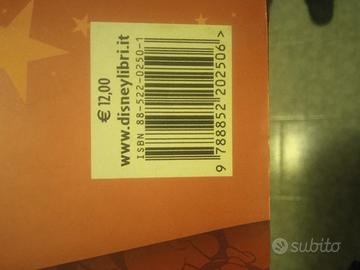 € 12,00
www.disneylibri.it
ISBN 88-522-0250-1
9 788852 202506 >
subito